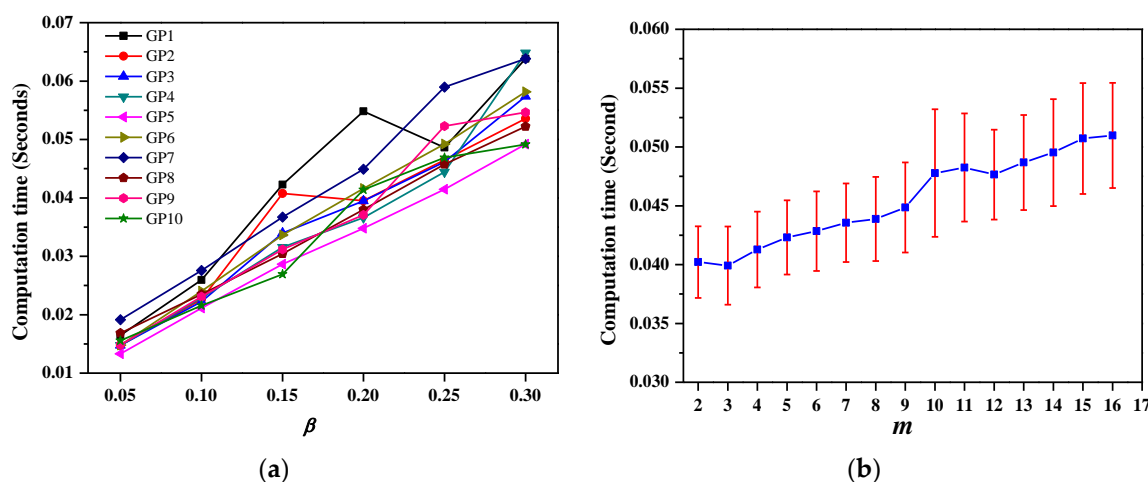 0.07
0.06
0.05
0.04
0.03
0.02
0.01
Computation time (Seconds)
GP1
GP2
GP3
GP4
GP5
GP6
GP7
GP8
GP9
GP10
0.05 0.10 0.15 0.20 0.25 0.30
β
(a)
0.060
0.055
0.050
0.045
0.040
0.035
0.030
Computation time (Second)
2 3 4 5 6 7 8 9 10 11 12 13 14 15 16 17
m
(b)